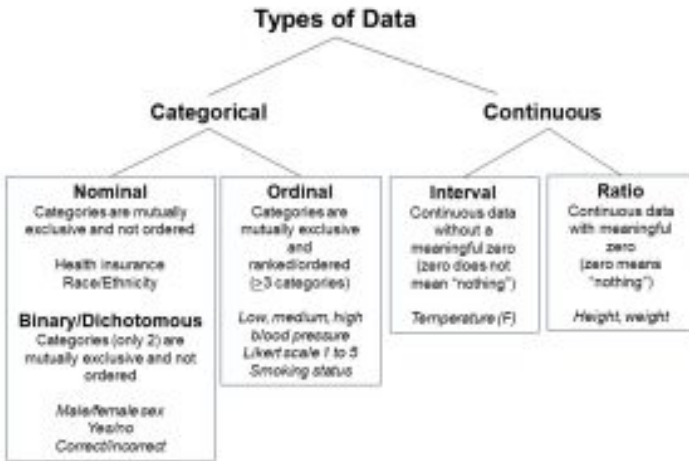 Types of Data
Categorical
Continuous
Nominal
Categories are mutually
exclusive and not ordered
Health insurance
Race/Ethnicity
Binary/Dichotomous
Categories (only 2) are
mutually exclusive and not
ordered
Male/female sex
Yes/no
Correct/incorrect
Ordinal
Categories are
mutually exclusive
and
ranked/ordered
(≥3 categories)
Low, medium, high
blood pressure
Likert scale 1 to 5
Smoking status
Interval
Continuous data
without a
meaningful zero
(zero does not
mean “nothing”)
Temperature (F)
Ratio
Continuous data
with meaningful
zero
(zero means
“nothing”)
Height, weight